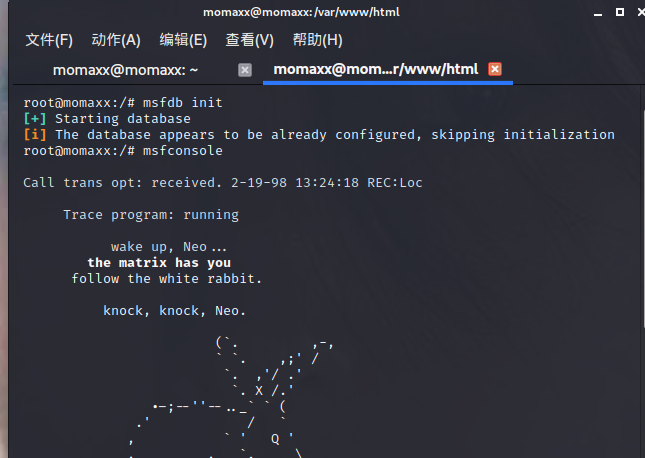 momaxx@momaxx: /var/www/html
文件(F) 动作(A) 编辑(E) 查看(V) 帮助(H)
momaxx@momaxx: ~ momaxx@mom...r/www/html
root@momaxx:/# msfdb init
[+] Starting database
[i] The database appears to be already configured, skipping initialization
root@momaxx:/# msfconsole
Call trans opt: received. 2-19-98 13:24:18 REC:Loc
Trace program: running
wake up, Neo...
the matrix has you
follow the white rabbit.
knock, knock, Neo.
(`. ,-,
` `. ,;' /
`. ,'/ .'
`. X /.'
.-;--''--.._` ` (
.' / `
, ` ' Q '